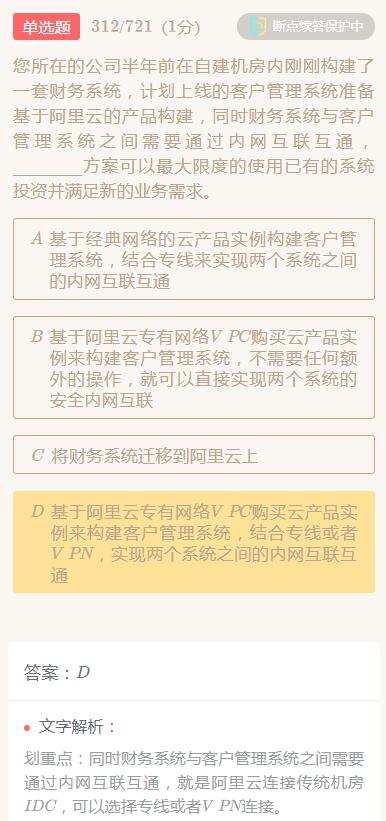 单选题 312/721 (1分) 断点续答保护中
您所在的公司半年前在自建机房内刚刚构建了
一套财务系统，计划上线的客户管理系统准备
基于阿里云的产品构建，同时财务系统与客户
管理系统之间需要通过内网互联互通，
________方案可以最大限度的使用已有的系统
投资并满足新的业务需求。
A 基于经典网络的云产品实例构建客户管
理系统，结合专线来实现两个系统之间
的内网互联互通
B 基于阿里云专有网络V PC购买云产品实
例来构建客户管理系统，不需要任何额
外的操作，就可以直接实现两个系统的
安全内网互联
C 将财务系统迁移到阿里云上
D 基于阿里云专有网络V PC购买云产品实
例来构建客户管理系统，结合专线或者
V PN，实现两个系统之间的内网互联互
通
答案：D
文字解析：
划重点：同时财务系统与客户管理系统之间需要
通过内网互联互通，就是阿里云连接传统机房
IDC，可以选择专线或者V PN连接。